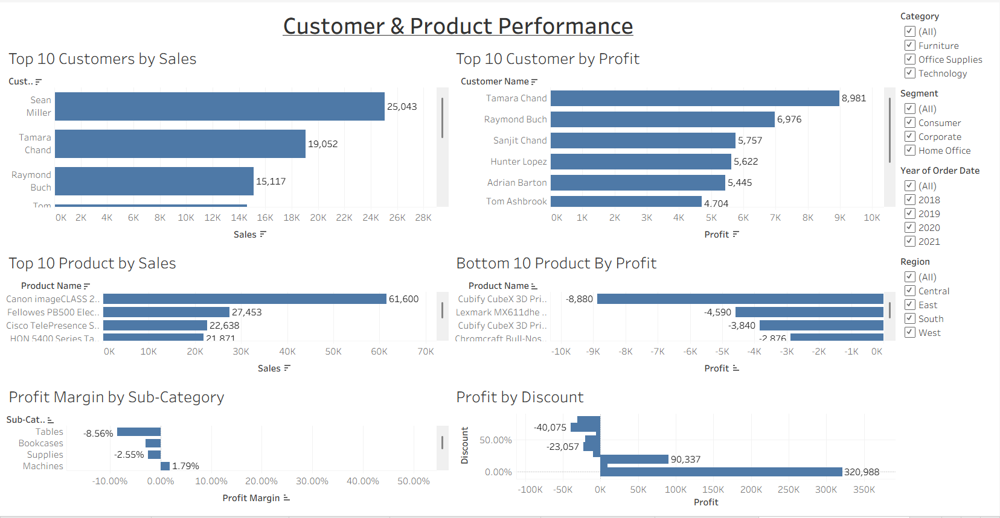 Customer & Product Performance
Top 10 Customers by Sales
Cust..
Sean
Miller
25,043
Tamara
Chand
19,052
Raymond
Buch
15,117
Tom
0K 2K 4K 6K 8K 10K 12K 14K 16K 18K 20K 22K 24K 26K 28K
Sales
Top 10 Customer by Profit
Customer Name
Tamara Chand 8,981
Raymond Buch 6,976
Sanjit Chand 5,757
Hunter Lopez 5,622
Adrian Barton 5,445
Tom Ashbrook 4,704
0K 1K 2K 3K 4K 5K 6K 7K 8K 9K 10K
Profit
Top 10 Product by Sales
Product Name
Canon imageCLASS 2.. 61,600
Fellowes PB500 Elec.. 27,453
Cisco TelePresence S.. 22,638
HON 5400 Series Ta.. 21,871
0K 10K 20K 30K 40K 50K 60K 70K
Sales
Bottom 10 Product By Profit
Product Name
Cubify CubeX 3D Pri.. -8,880
Lexmark MX611dhe .. -4,590
Cubify CubeX 3D Pri.. -3,840
Chromcraft Bull-Nos.. -2,876
-10K -9K -8K -7K -6K -5K -4K -3K -2K -1K 0K
Profit
Profit Margin by Sub-Category
Sub-Cat..
Tables -8.56%
Bookcases
Supplies -2.55%
Machines 1.79%
-10.00% 0.00% 10.00% 20.00% 30.00% 40.00% 50.00%
Profit Margin
Profit by Discount
Discount
-40,075
50.00%
-23,057
90,337
0.00% 320,988
-100K -50K 0K 50K 100K 150K 200K 250K 300K 350K
Profit
Category
(All)
Furniture
Office Supplies
Technology
Segment
(All)
Consumer
Corporate
Home Office
Year of Order Date
(All)
2018
2019
2020
2021
Region
(All)
Central
East
South
West